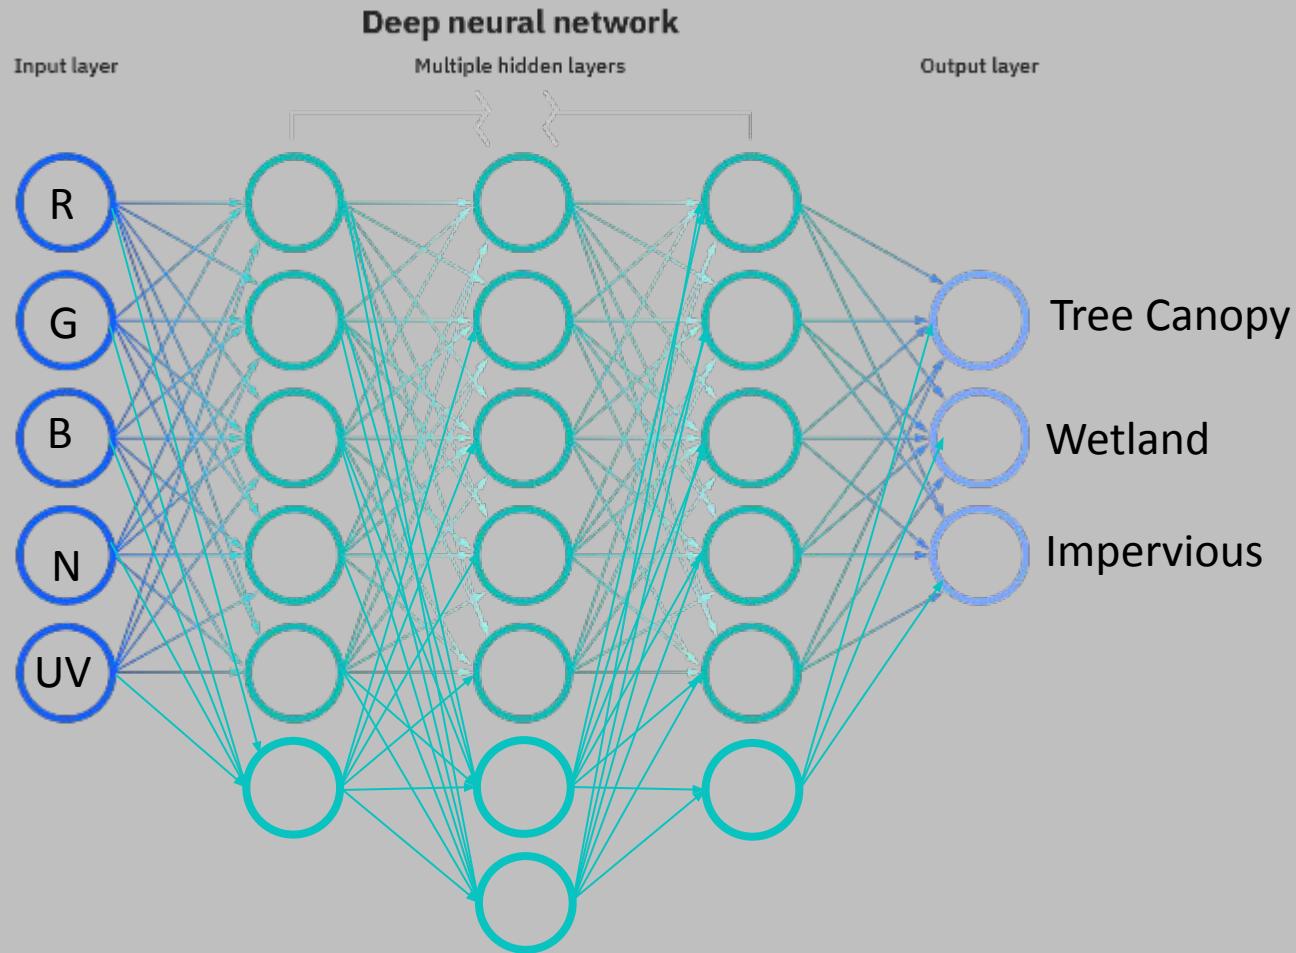 Deep neural network
Input layer
Multiple hidden layers
Output layer
R
G
B
N
UV
Tree Canopy
Wetland
Impervious